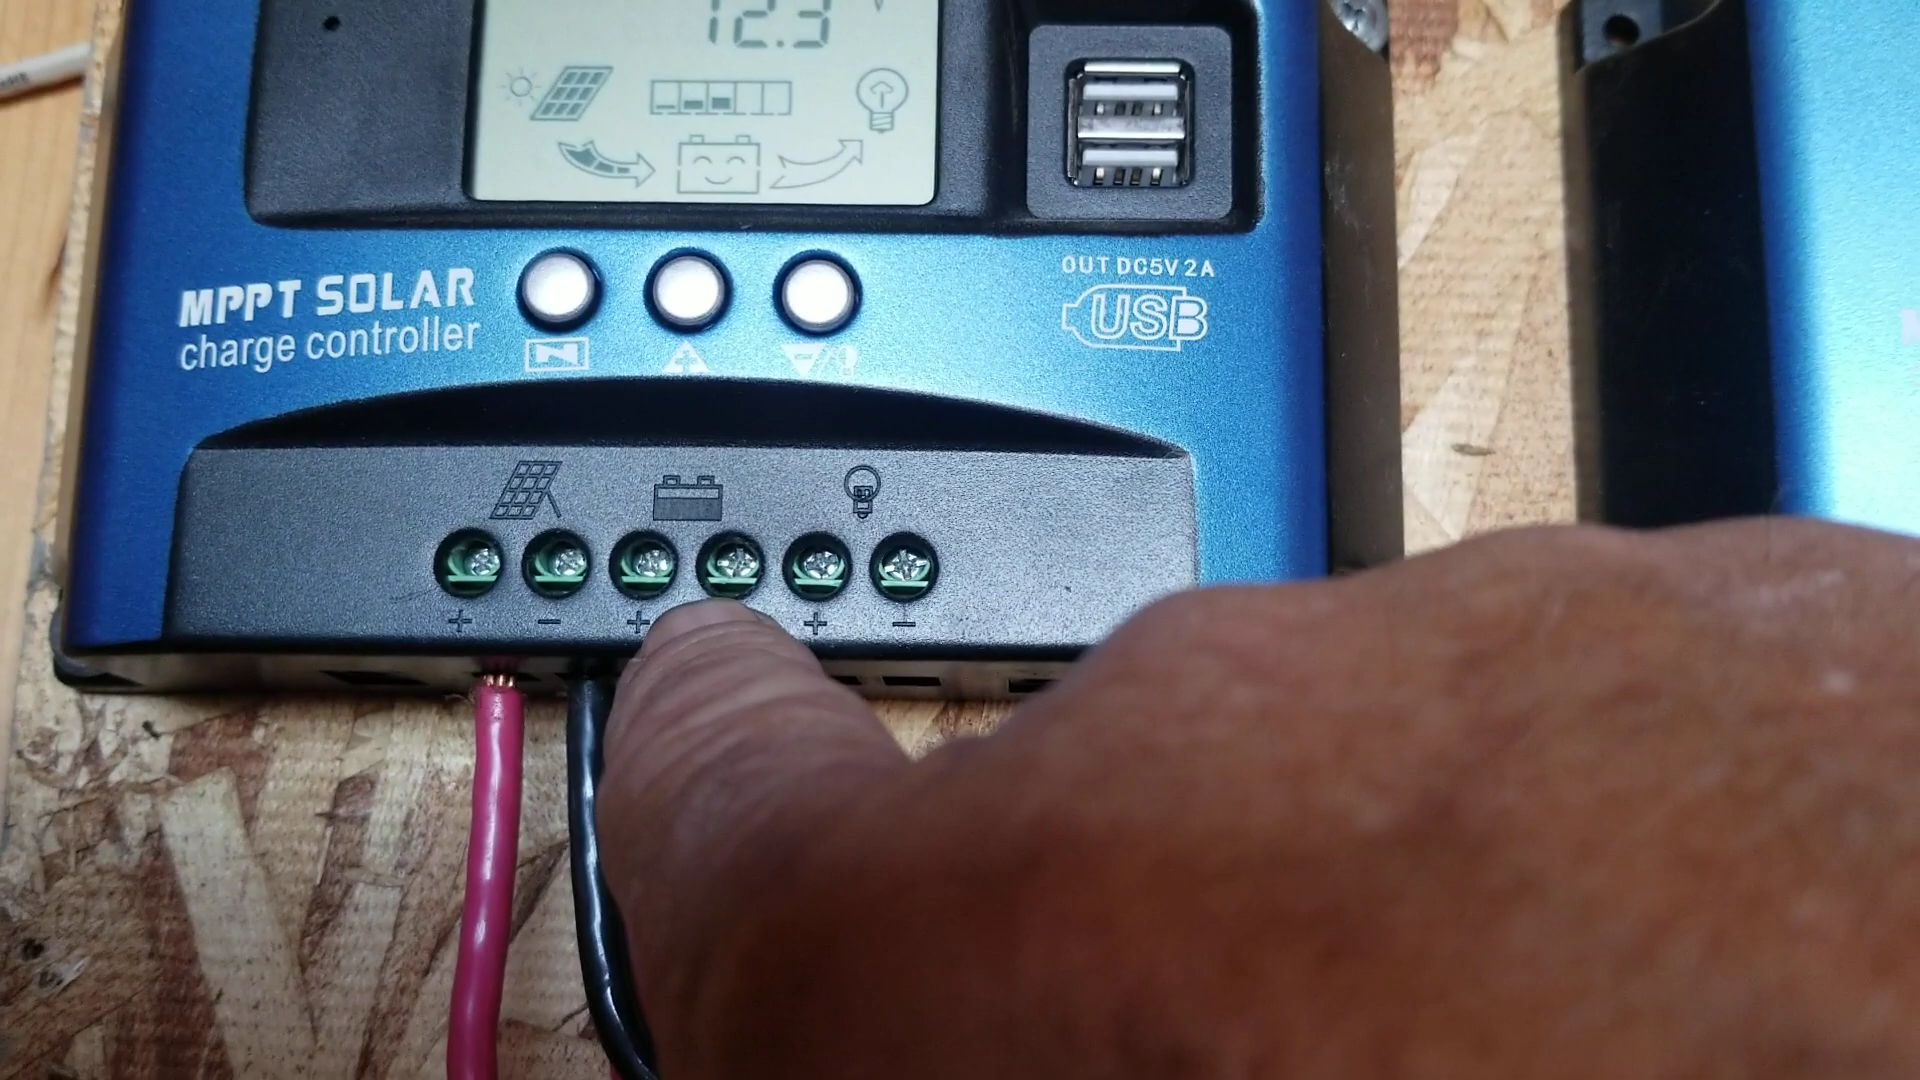 12.3
V
MPPT SOLAR
charge controller
OUT DC5V 2A
USB
+ − + + −